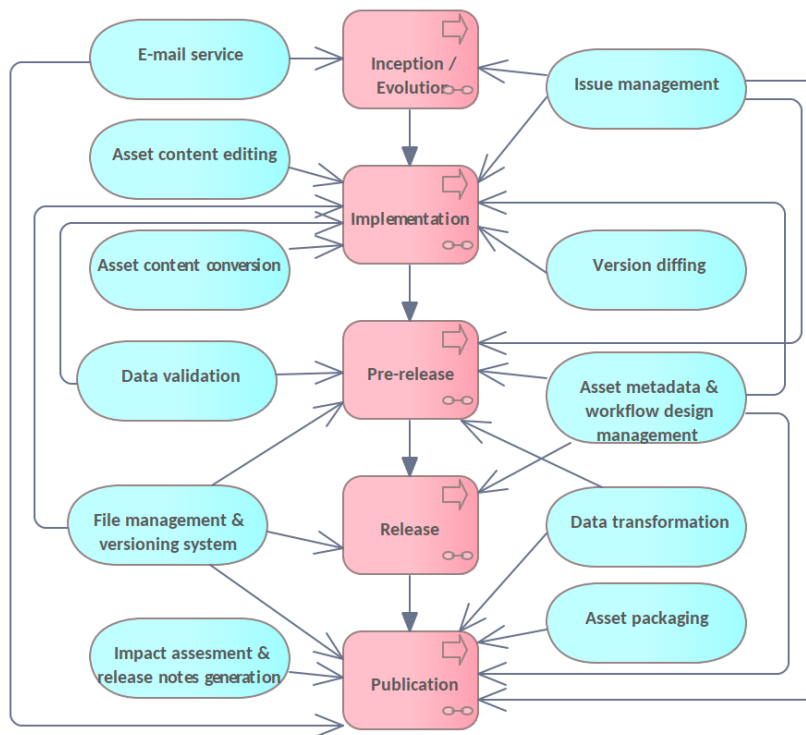 E-mail service
Inception /
Evolution
Issue management
Asset content editing
Implementation
Asset content conversion
Version diffing
Data validation
Pre-release
Asset metadata &
workflow design
management
File management &
versioning system
Release
Data transformation
Impact assesment &
release notes generation
Publication
Asset packaging